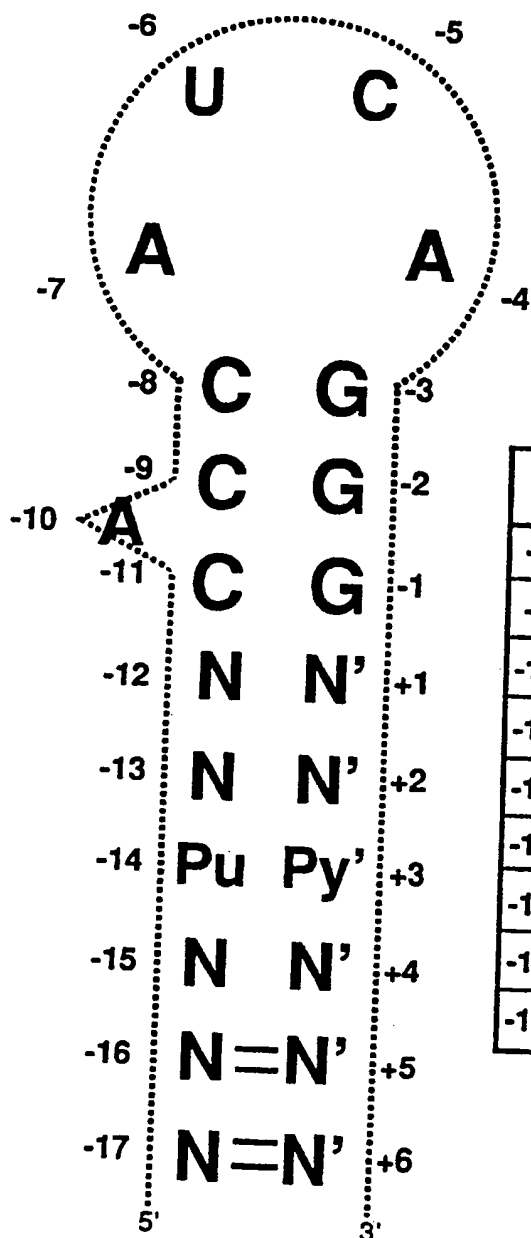 -6 -5
U C
A A
-7 -4
-8 C G -3
-9 C G -2
-10 A
-11 C G -1
-12 N N’ +1
-13 N N’ +2
-14 Pu Py’ +3
-15 N N’ +4
-16 N=N’ +5
-17 N=N’ +6
5' 3'